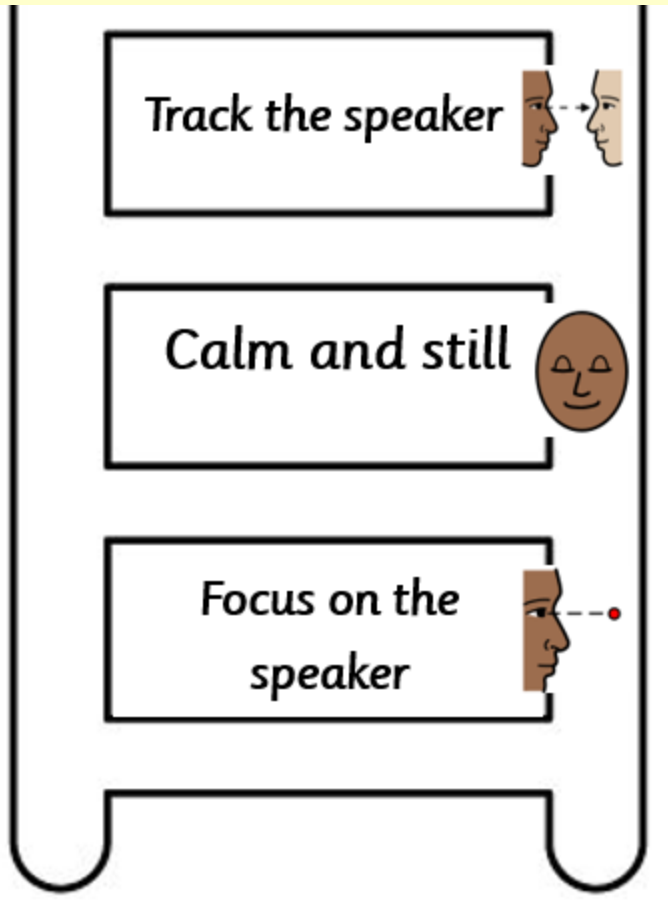 Track the speaker
Calm and still
Focus on the
speaker